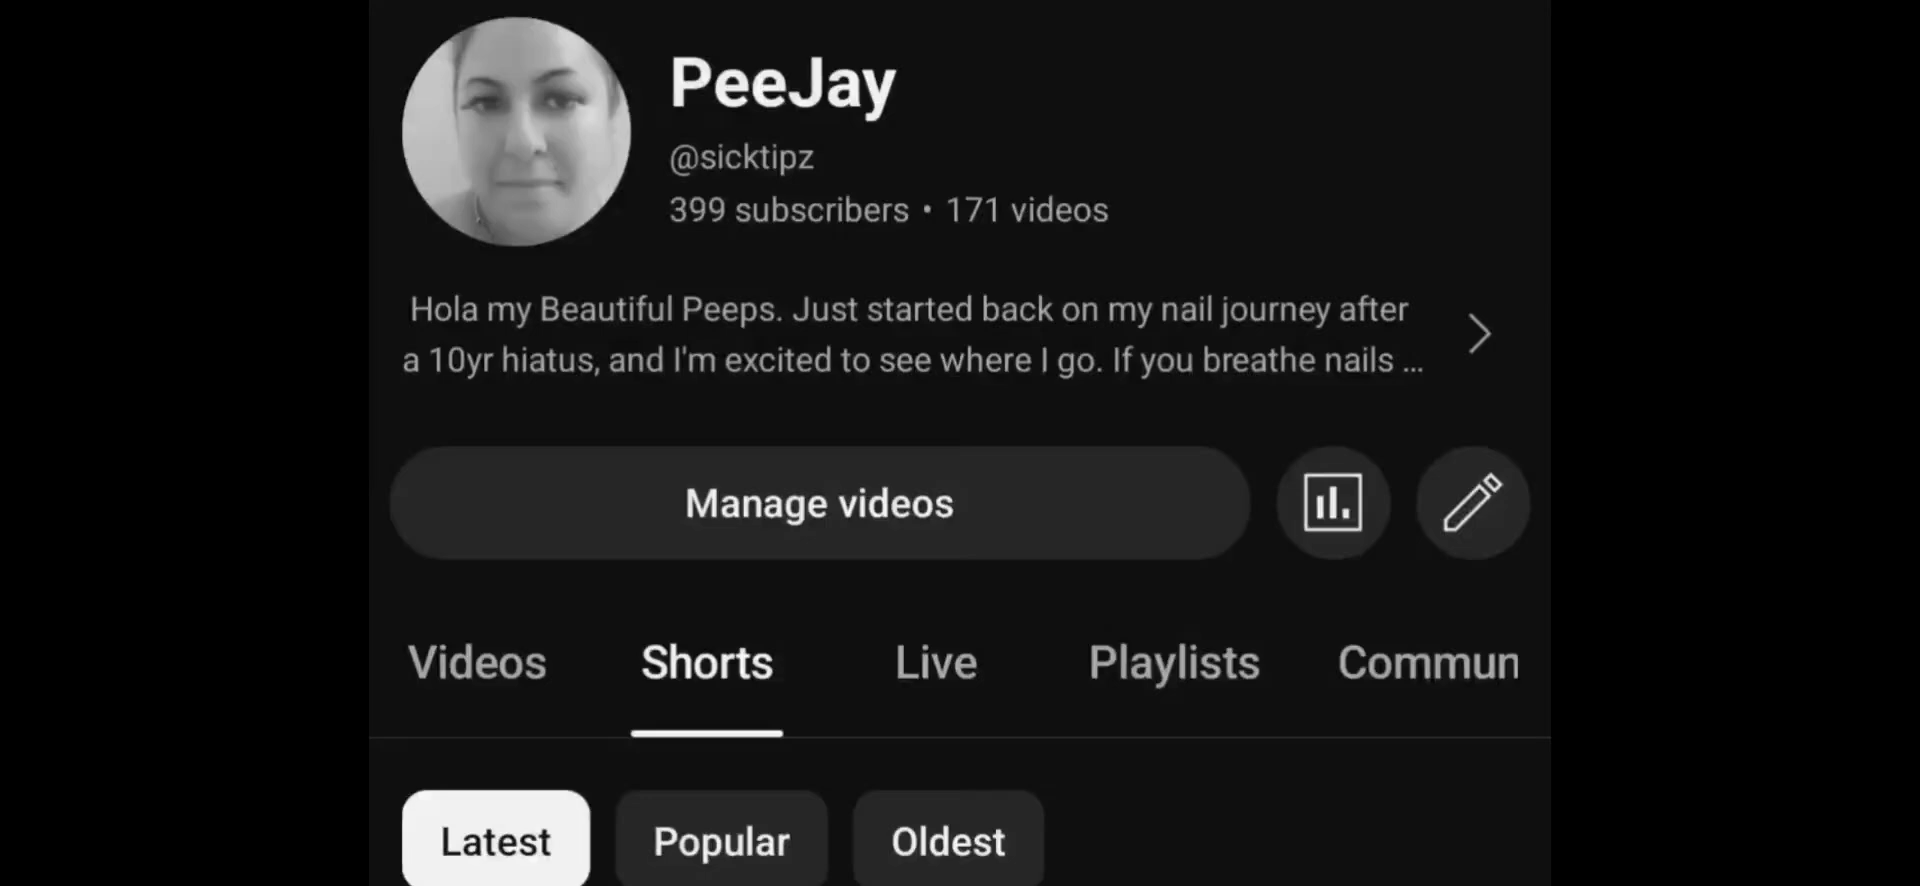 PeeJay
@sicktipz
399 subscribers • 171 videos
Hola my Beautiful Peeps. Just started back on my nail journey after
a 10yr hiatus, and I'm excited to see where I go. If you breathe nails ...
Manage videos
Videos Shorts Live Playlists Commun
Latest Popular Oldest